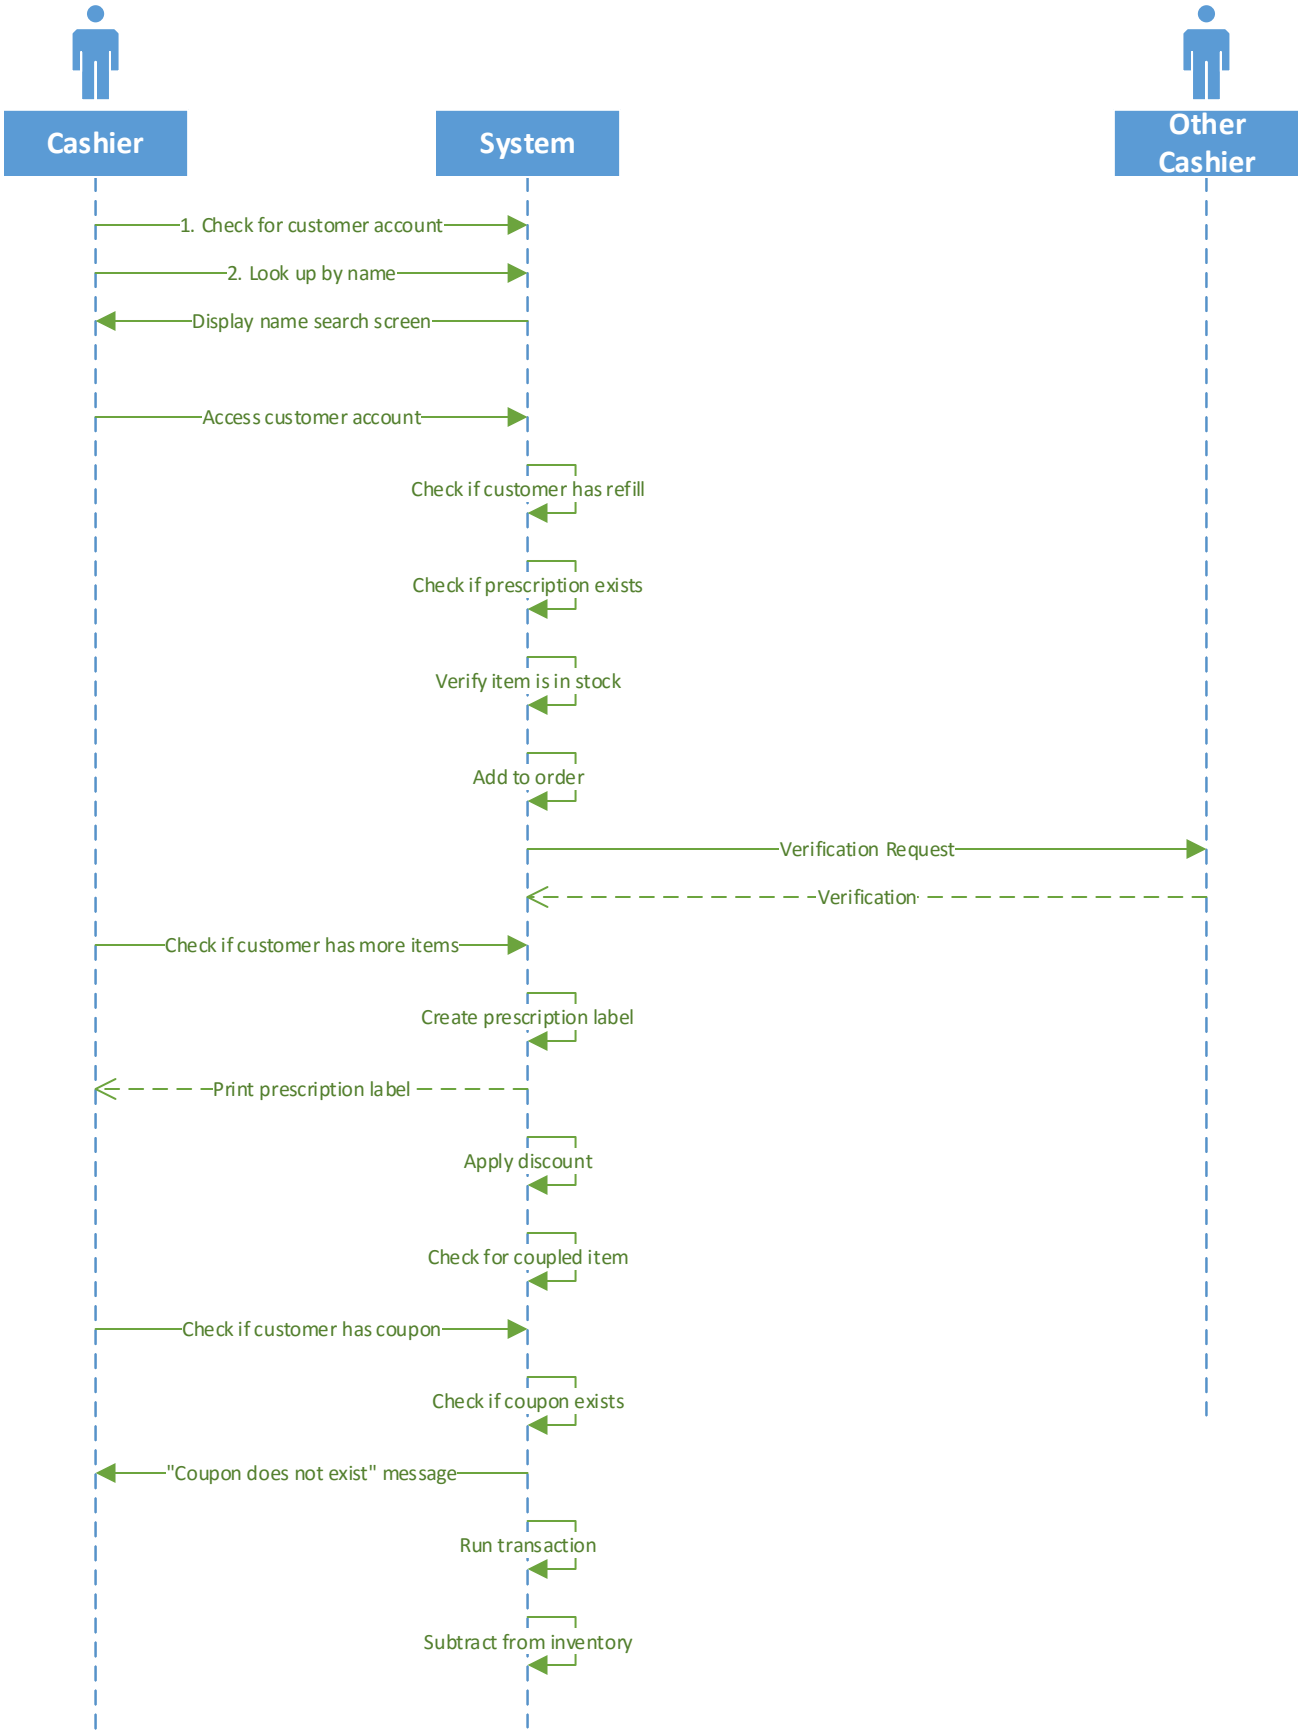 Cashier
System
Other
Cashier
1. Check for customer account
2. Look up by name
Display name search screen
Access customer account
Check if customer has refill
Check if prescription exists
Verify item is in stock
Add to order
Verification Request
Verification
Check if customer has more items
Create prescription label
Print prescription label
Apply discount
Check for coupled item
Check if customer has coupon
Check if coupon exists
"Coupon does not exist" message
Run transaction
Subtract from inventory